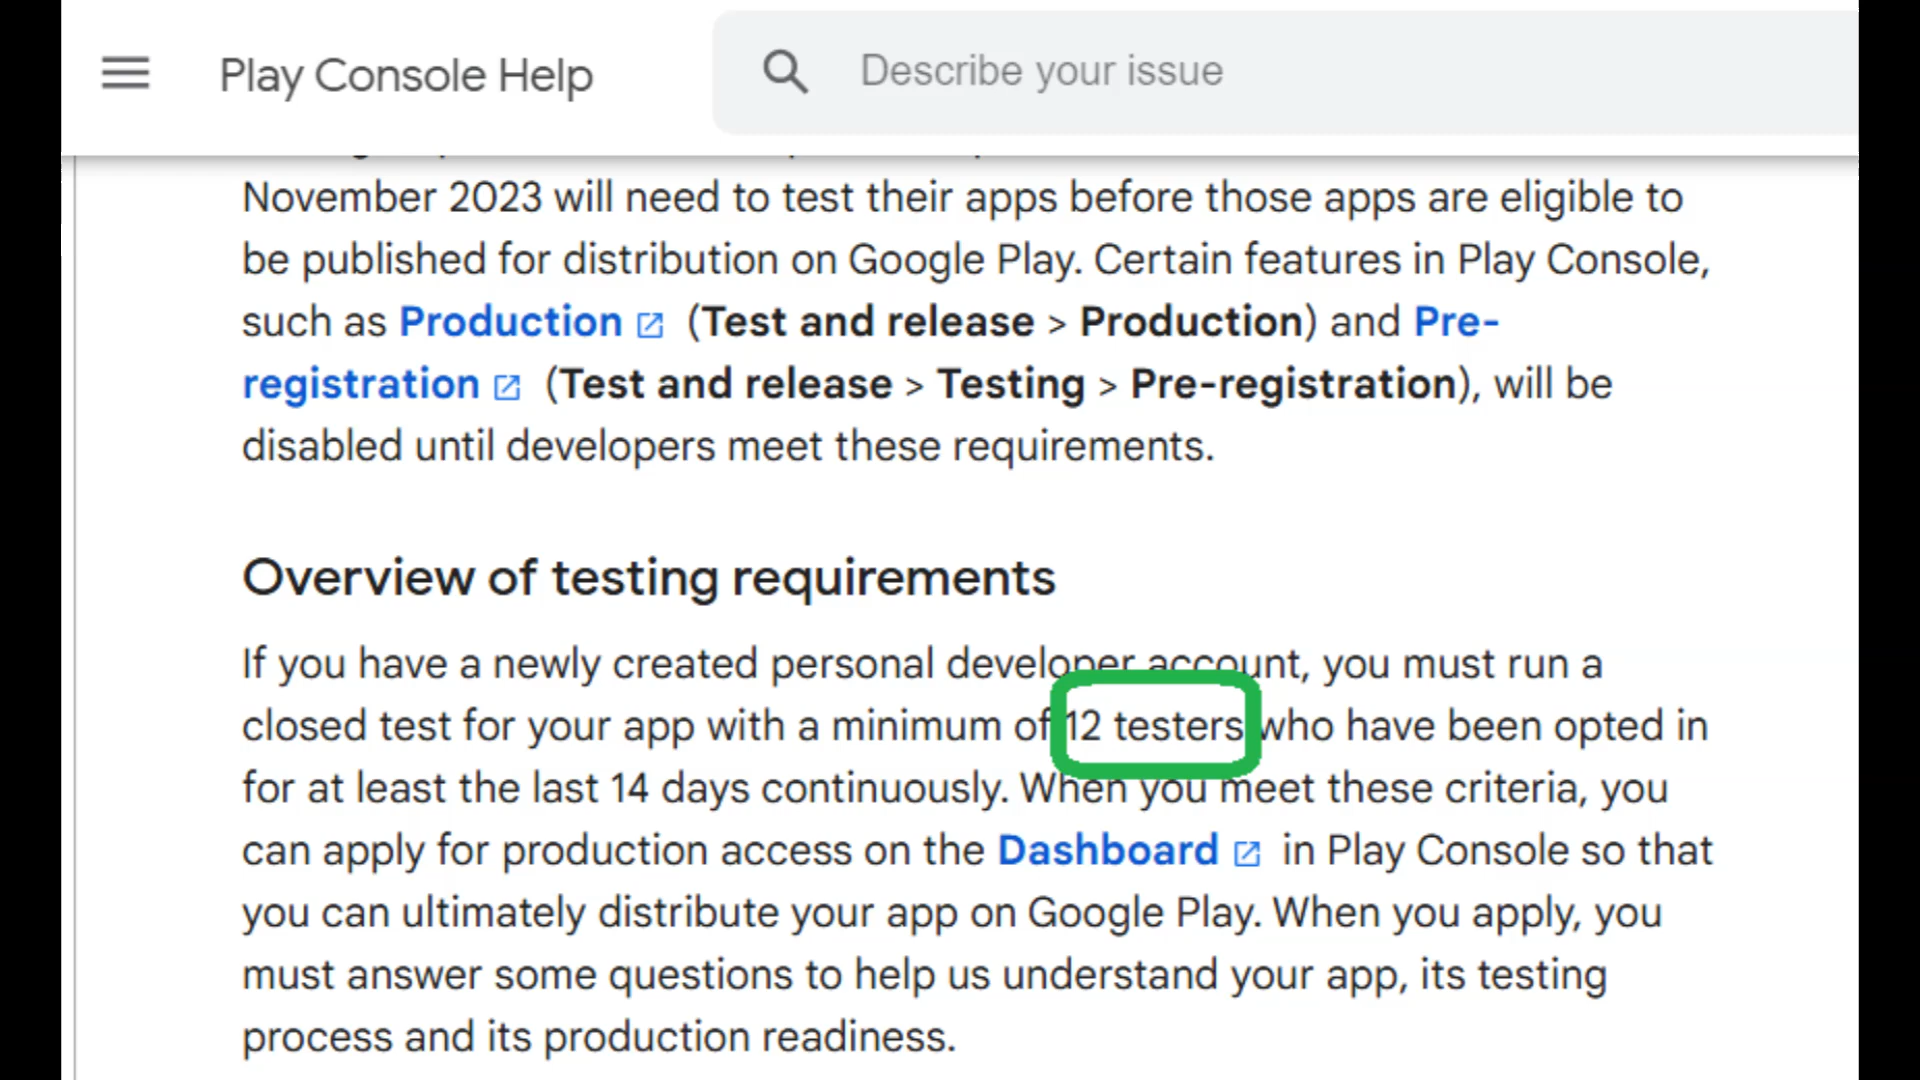 Play Console Help
Describe your issue
November 2023 will need to test their apps before those apps are eligible to
be published for distribution on Google Play. Certain features in Play Console,
such as Production (Test and release > Production) and Pre-
registration (Test and release > Testing > Pre-registration), will be
disabled until developers meet these requirements.
Overview of testing requirements
If you have a newly created personal developer account, you must run a
closed test for your app with a minimum of 12 testers who have been opted in
for at least the last 14 days continuously. When you meet these criteria, you
can apply for production access on the Dashboard in Play Console so that
you can ultimately distribute your app on Google Play. When you apply, you
must answer some questions to help us understand your app, its testing
process and its production readiness.